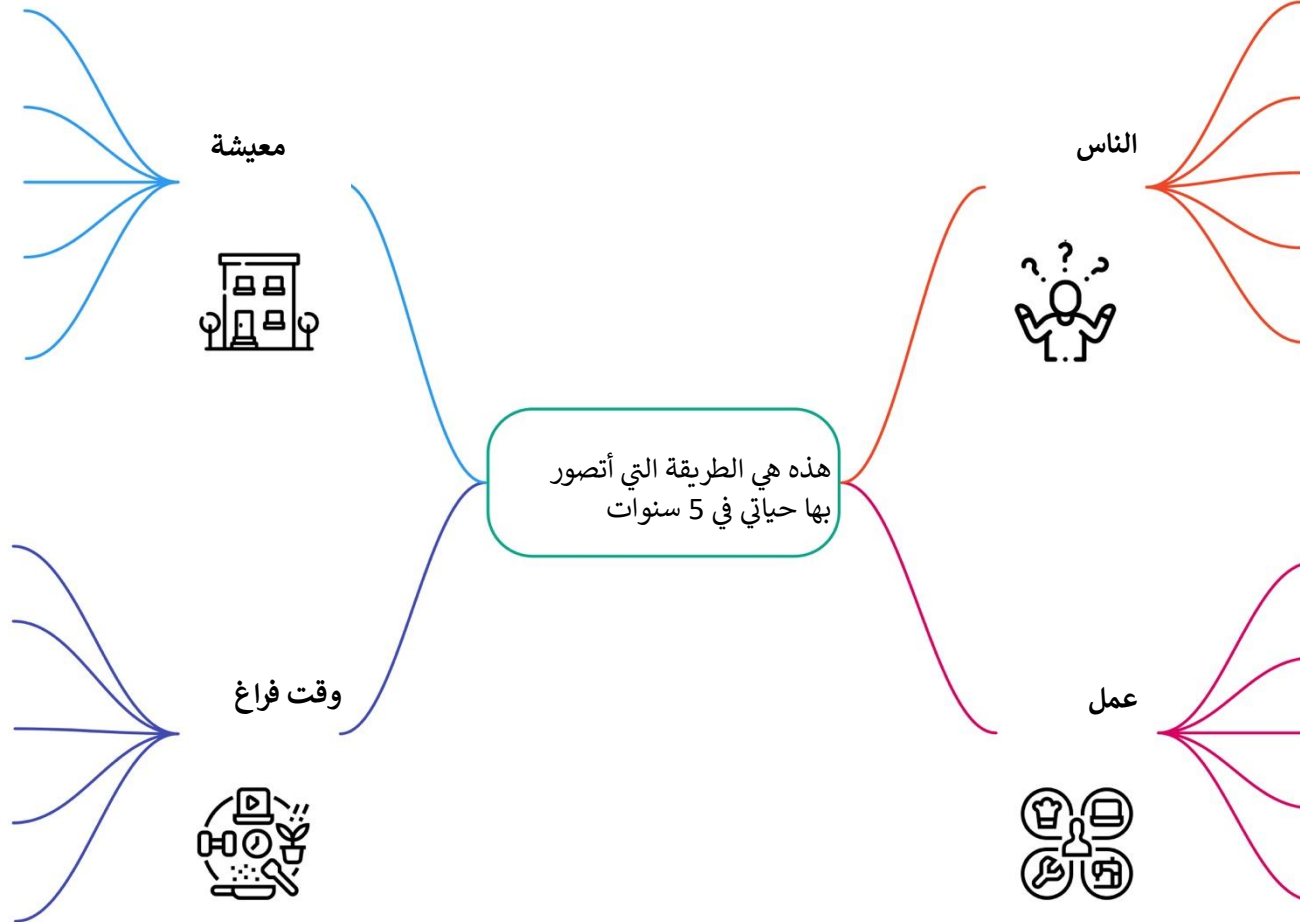 الناس
معيشة
هذه هي الطريقة التي أتصور
بها حياتي في 5 سنوات
عمل
وقت فراغ